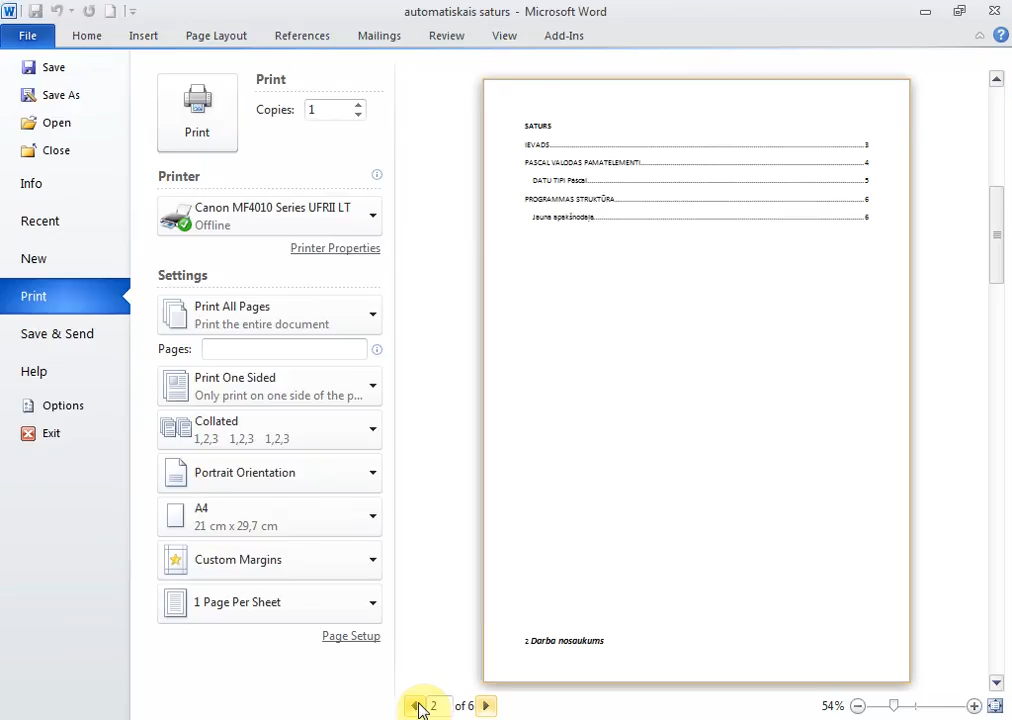 automatiskais saturs - Microsoft Word
File Home Insert Page Layout References Mailings Review View Add-Ins
Save
Save As
Open
Close
Info
Recent
New
Print
Save & Send
Help
Options
Exit
Print
Print
Copies: 1
Printer
Canon MF4010 Series UFRII LT
Offline
Printer Properties
Settings
Print All Pages
Print the entire document
Pages:
Print One Sided
Only print on one side of the p...
Collated
1,2,3 1,2,3 1,2,3
Portrait Orientation
A4
21 cm x 29,7 cm
Custom Margins
1 Page Per Sheet
Page Setup
SATURS
IEVADS 3
PASCAL VALODAS PAMATELEMENTI 4
DATU TIPI Pascal 5
PROGRAMMAS STRUKTŪRA 6
Jauna apakšnodaļa 6
2 Darba nosaukums
2 of 6
54%